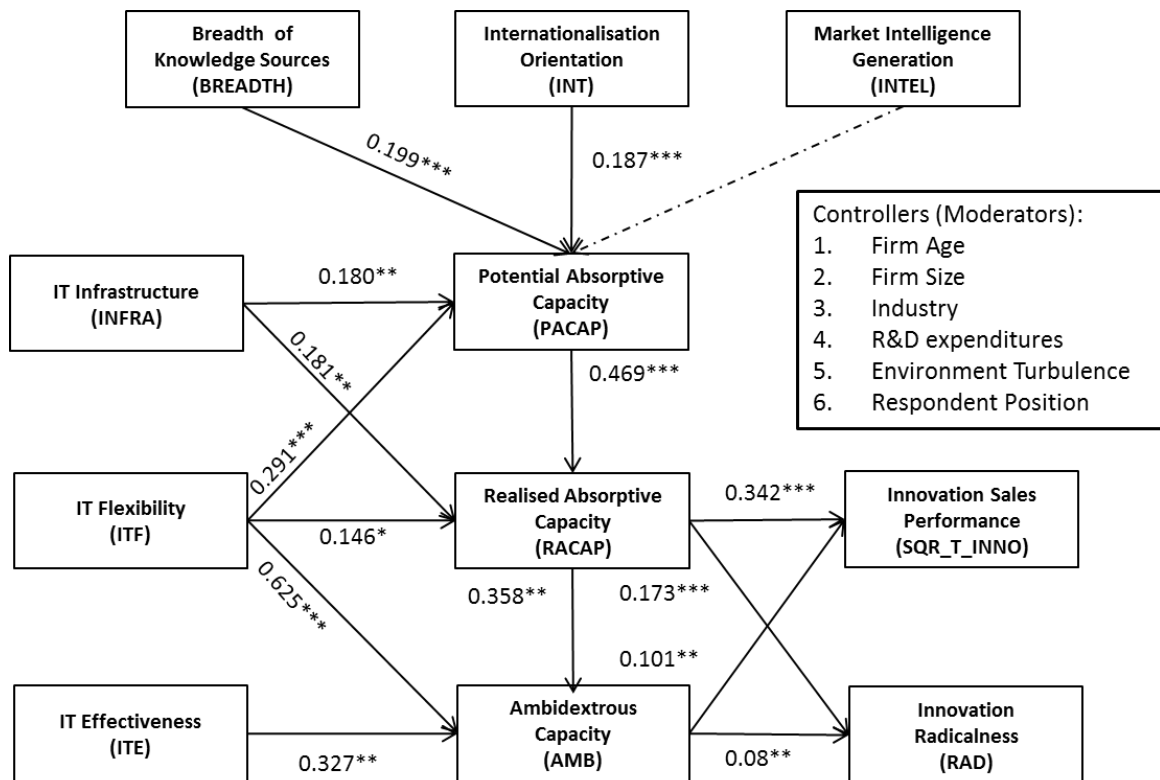 Breadth of
Knowledge Sources
(BREADTH)
Internationalisation
Orientation
(INT)
Market Intelligence
Generation
(INTEL)
0.199***
0.187***
Controllers (Moderators):
1. Firm Age
2. Firm Size
3. Industry
4. R&D expenditures
5. Environment Turbulence
6. Respondent Position
IT Infrastructure
(INFRA)
0.180**
Potential Absorptive
Capacity
(PACAP)
0.181**
0.469***
0.291***
IT Flexibility
(ITF)
0.146*
Realised Absorptive
Capacity
(RACAP)
0.342***
Innovation Sales
Performance
(SQR_T_INNO)
0.625***
0.358**
0.173***
0.101**
IT Effectiveness
(ITE)
0.327**
Ambidextrous
Capacity
(AMB)
0.08**
Innovation
Radicalness
(RAD)